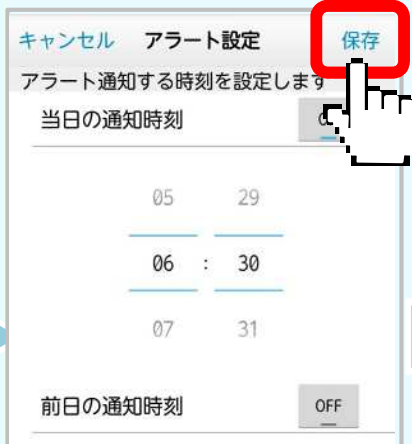 キャンセル アラート設定 保存
アラート通知する時刻を設定します
当日の通知時刻
05 29
06 : 30
07 31
前日の通知時刻 OFF